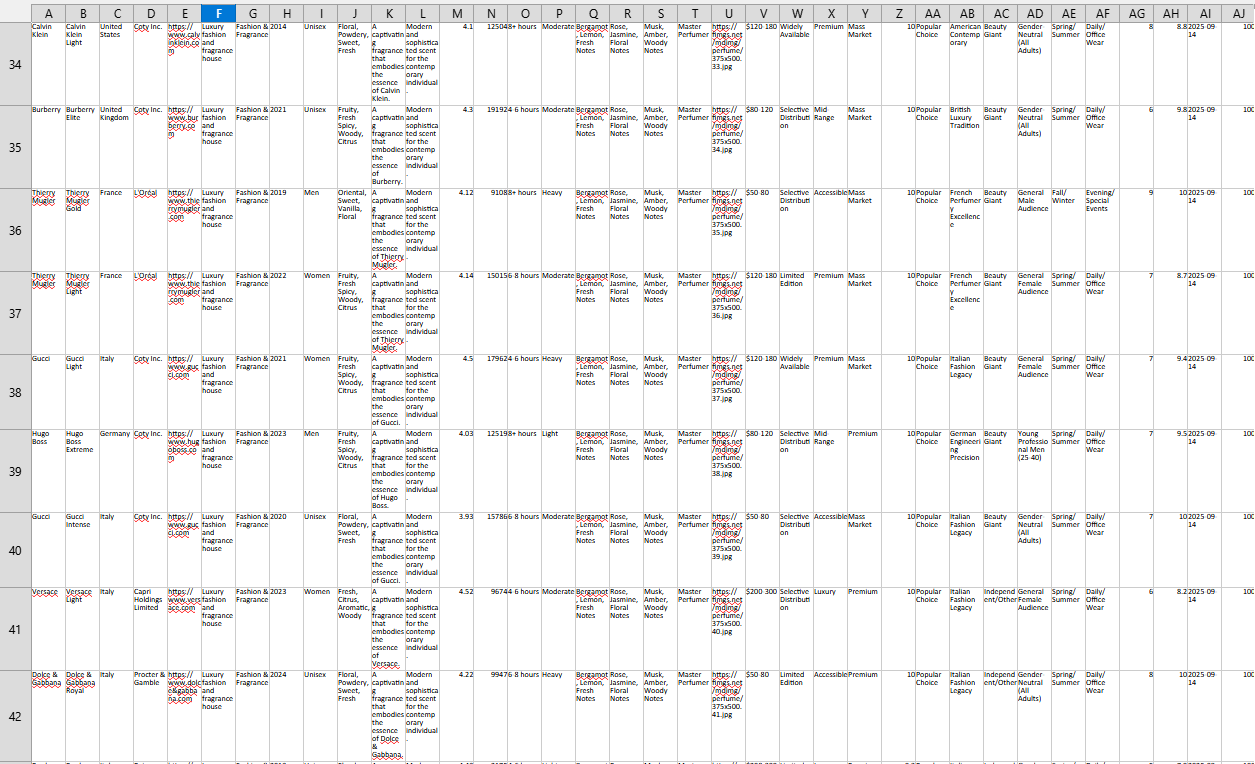 A B C D E F G H I J K L M N O P Q R S T U V W X Y Z AA AB AC AD AE AF AG AH AI AJ
34 Calvin Klein Calvin Klein Light United States Coty Inc. https://www.calvinklein.com Luxury fashion and fragrance house Fashion & Fragrance 2014 Unisex Floral, Powdery, Sweet, Fresh A captivating fragrance that embodies the essence of Calvin Klein. Modern and sophisticated scent for the contemporary individual. 4.1 12504 8+ hours Moderate Bergamot, Lemon, Fresh Notes Rose, Jasmine, Floral Notes Musk, Amber, Woody Notes Master Perfumer https://fimgs.net/mdimg/perfume/375x500.33.jpg $120-180 Widely Available Premium Mass Market 10 Popular Choice American Contemporary Beauty Giant Gender-Neutral (All Adults) Spring/Summer Daily/Office Wear 8 8.8 2025 09 14 100
35 Burberry Burberry Elite United Kingdom Coty Inc. https://www.burberry.com Luxury fashion and fragrance house Fashion & Fragrance 2021 Unisex Fruity, Fresh Spicy, Woody, Citrus A captivating fragrance that embodies the essence of Burberry. Modern and sophisticated scent for the contemporary individual. 4.3 19192 4 6 hours Moderate Bergamot, Lemon, Fresh Notes Rose, Jasmine, Floral Notes Musk, Amber, Woody Notes Master Perfumer https://fimgs.net/mdimg/perfume/375x500.34.jpg $80-120 Selective Distribution Mid-Range Mass Market 10 Popular Choice British Luxury Tradition Beauty Giant Gender-Neutral (All Adults) Spring/Summer Daily/Office Wear 6 9.8 2025 09 14 100
36 Thierry Mugler Thierry Mugler Gold France L'Oréal https://www.thierrymugler.com Luxury fashion and fragrance house Fashion & Fragrance 2019 Men Oriental, Sweet, Vanilla, Floral A captivating fragrance that embodies the essence of Thierry Mugler. Modern and sophisticated scent for the contemporary individual. 4.12 9108 8+ hours Heavy Bergamot, Lemon, Fresh Notes Rose, Jasmine, Floral Notes Musk, Amber, Woody Notes Master Perfumer https://fimgs.net/mdimg/perfume/375x500.35.jpg $50-80 Selective Distribution Accessible Mass Market 10 Popular Choice French Perfumery Excellence Beauty Giant General Male Audience Fall/Winter Evening/Special Events 9 10 2025 09 14 100
37 Thierry Mugler Thierry Mugler Light France L'Oréal https://www.thierrymugler.com Luxury fashion and fragrance house Fashion & Fragrance 2022 Women Fruity, Fresh Spicy, Woody, Citrus A captivating fragrance that embodies the essence of Thierry Mugler. Modern and sophisticated scent for the contemporary individual. 4.14 15015 6 8 hours Moderate Bergamot, Lemon, Fresh Notes Rose, Jasmine, Floral Notes Musk, Amber, Woody Notes Master Perfumer https://fimgs.net/mdimg/perfume/375x500.36.jpg $120-180 Limited Edition Premium Mass Market 10 Popular Choice French Perfumery Excellence Beauty Giant General Female Audience Spring/Summer Daily/Office Wear 7 8.7 2025 09 14 100
38 Gucci Gucci Light Italy Coty Inc. https://www.gucci.com Luxury fashion and fragrance house Fashion & Fragrance 2021 Women Fruity, Fresh Spicy, Woody, Citrus A captivating fragrance that embodies the essence of Gucci. Modern and sophisticated scent for the contemporary individual. 4.5 17962 4 6 hours Heavy Bergamot, Lemon, Fresh Notes Rose, Jasmine, Floral Notes Musk, Amber, Woody Notes Master Perfumer https://fimgs.net/mdimg/perfume/375x500.37.jpg $120-180 Widely Available Premium Mass Market 10 Popular Choice Italian Fashion Legacy Beauty Giant General Female Audience Spring/Summer Daily/Office Wear 7 9.4 2025 09 14 100
39 Hugo Boss Hugo Boss Extreme Germany Coty Inc. https://www.hugoboss.com Luxury fashion and fragrance house Fashion & Fragrance 2023 Men Fruity, Fresh Spicy, Woody, Citrus A captivating fragrance that embodies the essence of Hugo Boss. Modern and sophisticated scent for the contemporary individual. 4.03 12519 8+ hours Light Bergamot, Lemon, Fresh Notes Rose, Jasmine, Floral Notes Musk, Amber, Woody Notes Master Perfumer https://fimgs.net/mdimg/perfume/375x500.38.jpg $80-120 Selective Distribution Mid-Range Premium 10 Popular Choice German Engineering Precision Beauty Giant Young Professional Men (25-40) Spring/Summer Daily/Office Wear 7 9.5 2025 09 14 100
40 Gucci Gucci Intense Italy Coty Inc. https://www.gucci.com Luxury fashion and fragrance house Fashion & Fragrance 2020 Unisex Floral, Powdery, Sweet, Fresh A captivating fragrance that embodies the essence of Gucci. Modern and sophisticated scent for the contemporary individual. 3.93 15786 6 8 hours Moderate Bergamot, Lemon, Fresh Notes Rose, Jasmine, Floral Notes Musk, Amber, Woody Notes Master Perfumer https://fimgs.net/mdimg/perfume/375x500.39.jpg $50-80 Selective Distribution Accessible Mass Market 10 Popular Choice Italian Fashion Legacy Beauty Giant Gender-Neutral (All Adults) Spring/Summer Daily/Office Wear 7 10 2025 09 14 100
41 Versace Versace Light Italy Capri Holdings Limited https://www.versace.com Luxury fashion and fragrance house Fashion & Fragrance 2023 Women Fresh, Citrus, Aromatic, Woody A captivating fragrance that embodies the essence of Versace. Modern and sophisticated scent for the contemporary individual. 4.52 9674 4 6 hours Moderate Bergamot, Lemon, Fresh Notes Rose, Jasmine, Floral Notes Musk, Amber, Woody Notes Master Perfumer https://fimgs.net/mdimg/perfume/375x500.40.jpg $200-300 Selective Distribution Luxury Premium 10 Popular Choice Italian Fashion Legacy Independent/Other General Female Audience Spring/Summer Daily/Office Wear 6 8.2 2025 09 14 100
42 Dolce & Gabbana Dolce & Gabbana Royal Italy Procter & Gamble https://www.dolce&gabbana.com Luxury fashion and fragrance house Fashion & Fragrance 2024 Unisex Floral, Powdery, Sweet, Fresh A captivating fragrance that embodies the essence of Dolce & Gabbana. Modern and sophisticated scent for the contemporary individual. 4.22 9947 6 8 hours Heavy Bergamot, Lemon, Fresh Notes Rose, Jasmine, Floral Notes Musk, Amber, Woody Notes Master Perfumer https://fimgs.net/mdimg/perfume/375x500.41.jpg $50-80 Limited Edition Accessible Premium 10 Popular Choice Italian Fashion Legacy Independent/Other Gender-Neutral (All Adults) Spring/Summer Daily/Office Wear 8 10 2025 09 14 100